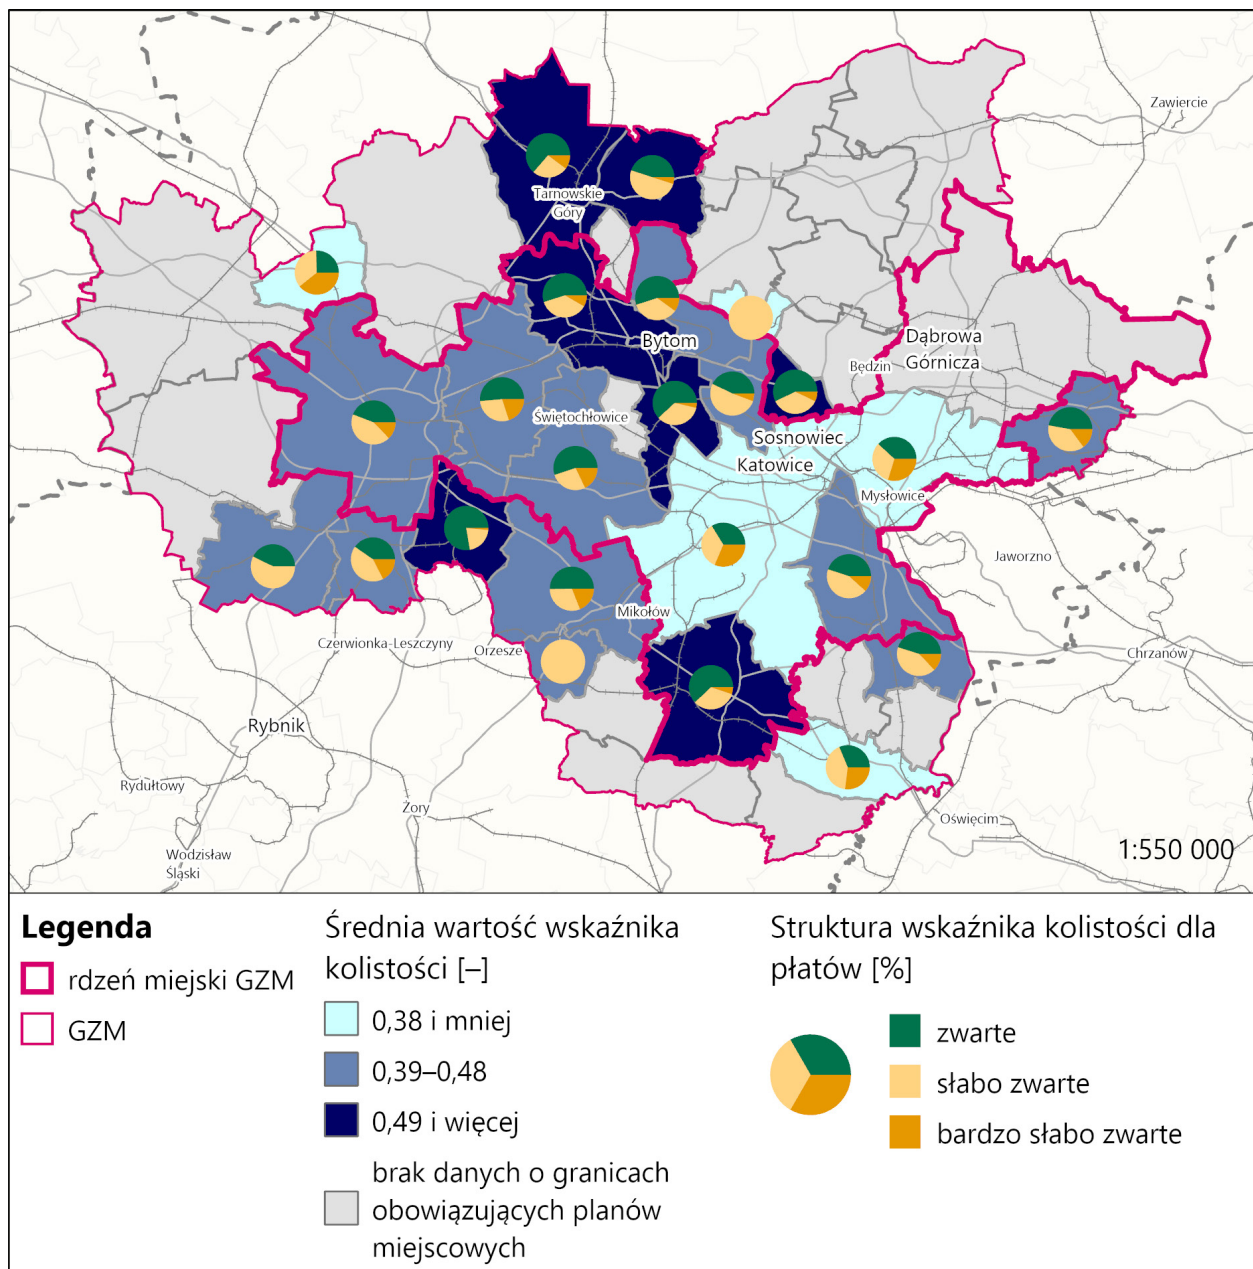 Zawiercie
Tarnowskie
Góry
Bytom
Dąbrowa
Górnicza
Będzin
Świętochłowice
Sosnowiec
Katowice
Mysłowice
Jaworzno
Mikołów
Czerwionka-Leszczyny
Orzesze
Chrzanów
Rybnik
Rydułtowy
Żory
Oświęcim
Wodzisław
Śląski
1:550 000
Legenda
rdzeń miejski GZM
GZM
Średnia wartość wskaźnika
kolistości [–]
0,38 i mniej
0,39–0,48
0,49 i więcej
brak danych o granicach
obowiązujących planów
miejscowych
Struktura wskaźnika kolistości dla
płatów [%]
zwarte
słabo zwarte
bardzo słabo zwarte